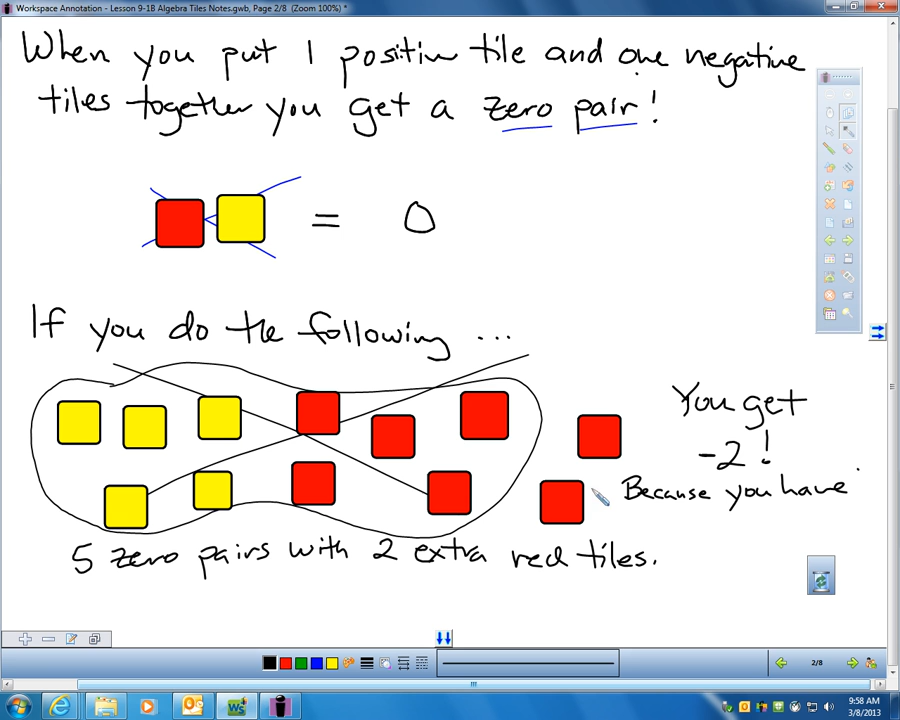 Workspace Annotation - Lesson 9-1B Algebra Tiles Notes.gwb, Page 2/8 (Zoom 100%) *
When you put 1 positive tile and one negative
tiles together you get a zero pair!
= 0
If you do the following ...
You get
-2!
Because you have
5 zero pairs with 2 extra red tiles.
2/8
9:58 AM
3/8/2013